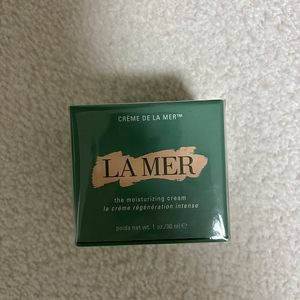 CRÈME DE LA MER™
LA MER
the moisturizing cream
la crème régénération intense
poids net wt. 1 oz./30 ml ℮